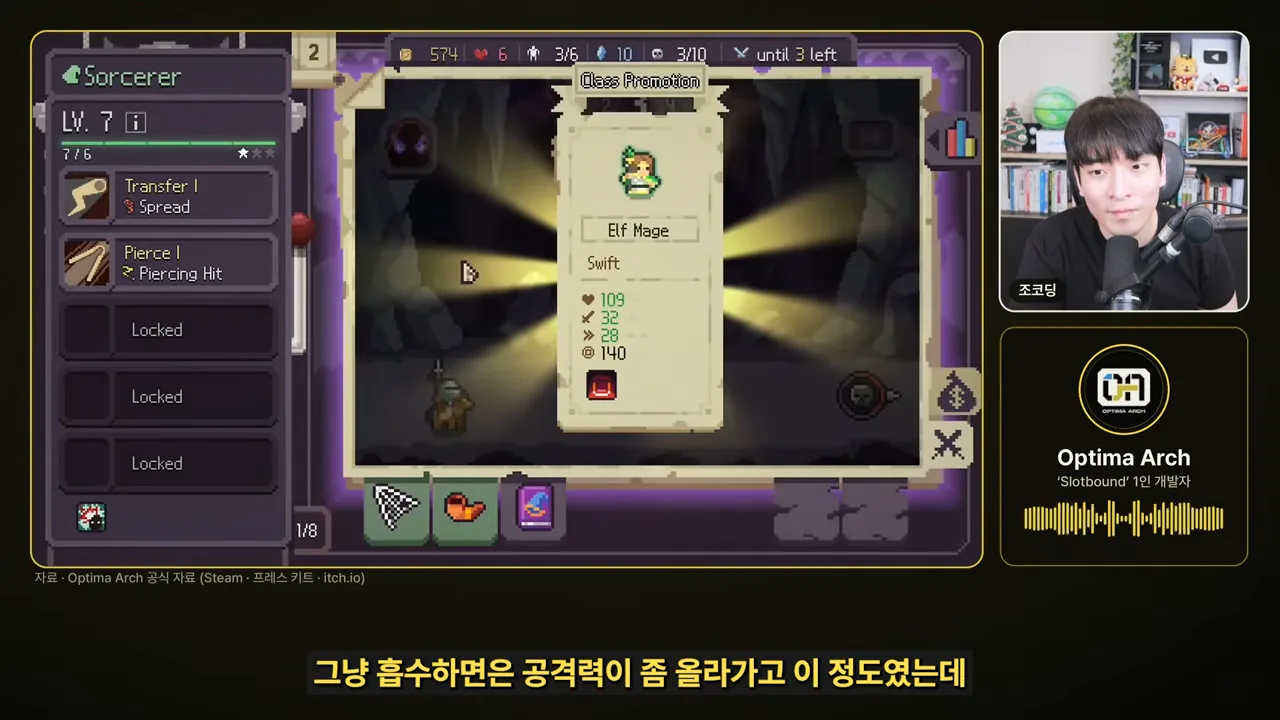 Sorcerer
LV. 7 i
7/6
Transfer I
Spread
Pierce I
Piercing Hit
Locked
Locked
Locked
1/8
2
574 6 3/6 10 3/10 until 3 left
Class Promotion
Elf Mage
Swift
109
32
28
140
조코딩
OPTIMA ARCH
Optima Arch
‘Slotbound’ 1인 개발자
자료 · Optima Arch 공식 자료 (Steam · 프레스 키트 · itch.io)
그냥 흡수하면은 공격력이 좀 올라가고 이 정도였는데